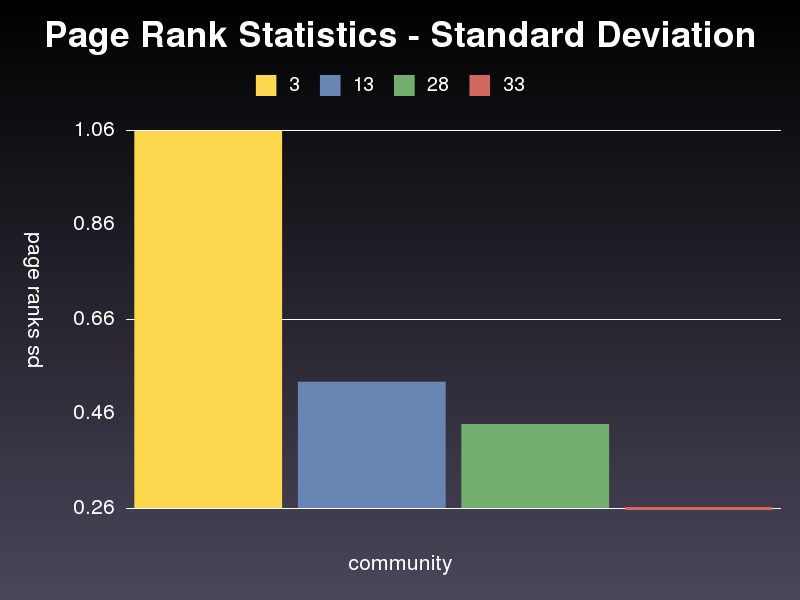 Page Rank Statistics - Standard Deviation
3 13 28 33
1.06
0.86
0.66
0.46
0.26
page ranks sd
community